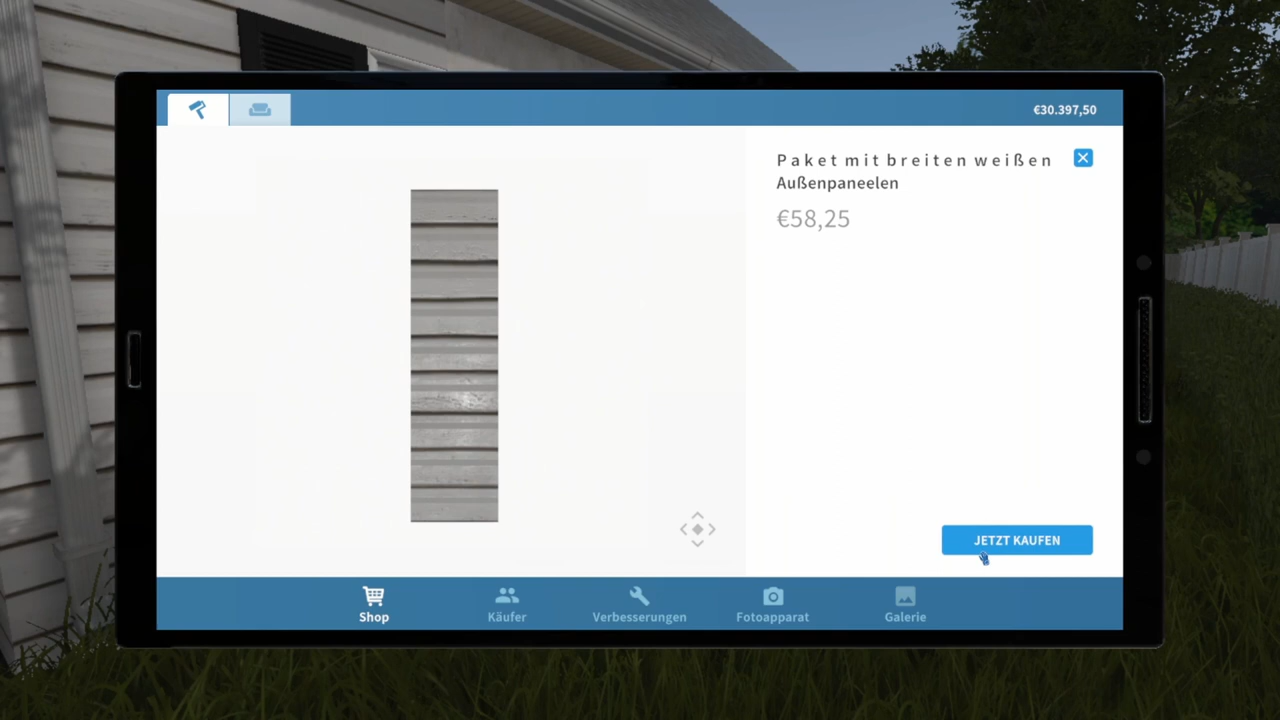 €30.397,50
Paket mit breiten weißen
Außenpaneelen
€58,25
JETZT KAUFEN
Shop
Käufer
Verbesserungen
Fotoapparat
Galerie